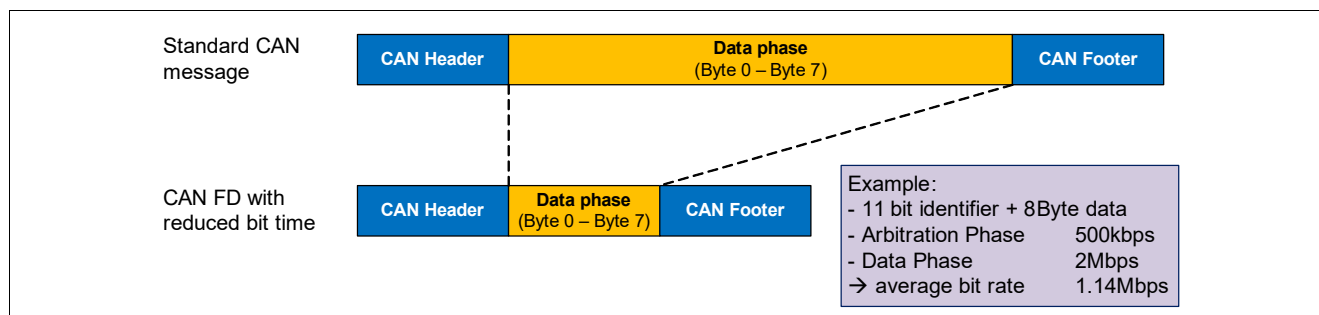 Standard CAN
message
CAN Header
Data phase
(Byte 0 – Byte 7)
CAN Footer
CAN FD with
reduced bit time
CAN Header
Data phase
(Byte 0 – Byte 7)
CAN Footer
Example:
- 11 bit identifier + 8Byte data
- Arbitration Phase 500kbps
- Data Phase 2Mbps
→ average bit rate 1.14Mbps